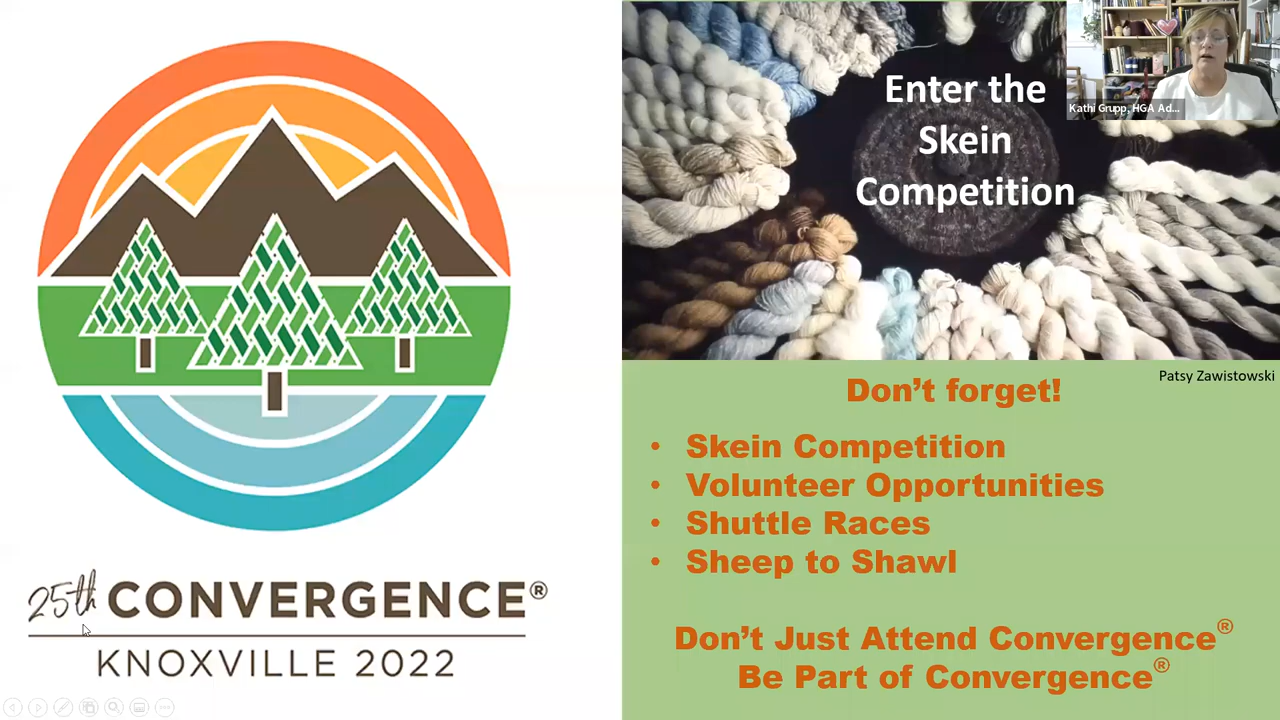 25th CONVERGENCE®
KNOXVILLE 2022
Enter the
Skein
Competition
Kathi Grupp, HGA Ad...
Patsy Zawistowski
Don't forget!
• Skein Competition
• Volunteer Opportunities
• Shuttle Races
• Sheep to Shawl
Don't Just Attend Convergence®
Be Part of Convergence®